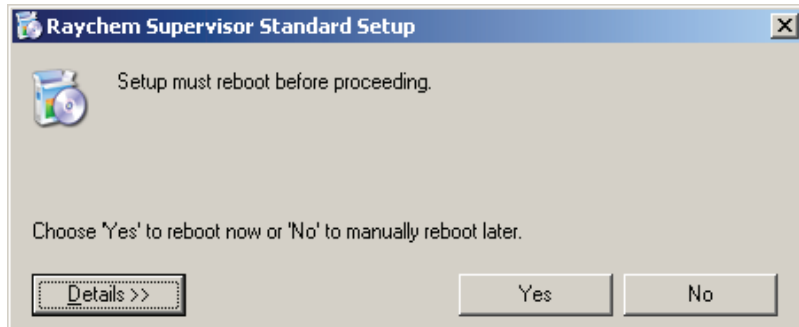 Raychem Supervisor Standard Setup
Setup must reboot before proceeding.
Choose 'Yes' to reboot now or 'No' to manually reboot later.
Details >>
Yes
No